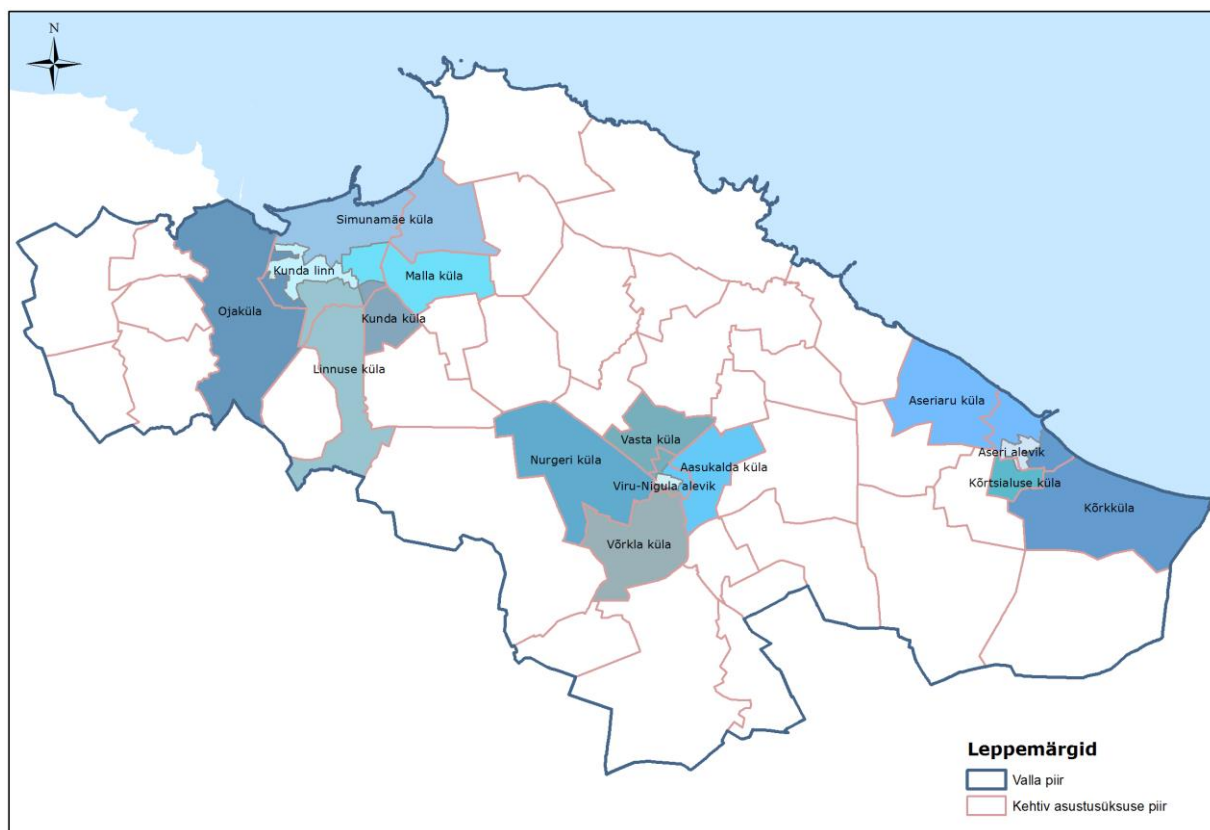 N
Simunamäe küla
Kunda linn
Malla küla
Ojaküla
Kunda küla
Linnuse küla
Aseriaru küla
Vasta küla
Nurgeri küla
Aasukalda küla
Aseri alevik
Viru-Nigula alevik
Kõrtsialuse küla
Kõrkküla
Võrkla küla
Leppemärgid
Valla piir
Kehtiv asustusüksuse piir